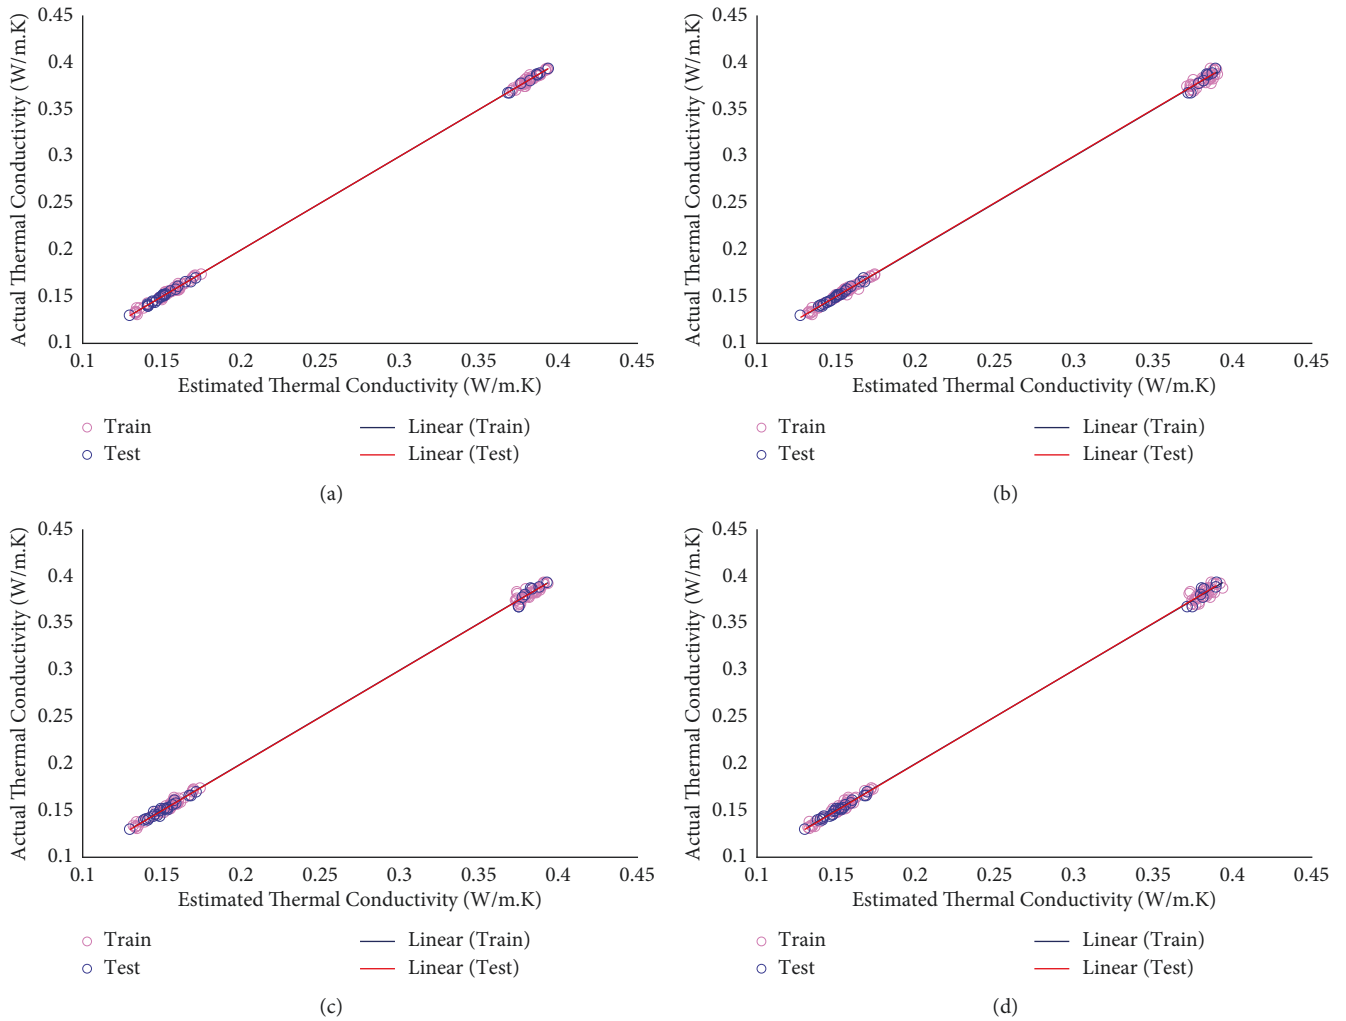 0.45
0.4
0.35
0.3
0.25
0.2
0.15
0.1
Actual Thermal Conductivity (W/m.K)
0.1 0.15 0.2 0.25 0.3 0.35 0.4 0.45
Estimated Thermal Conductivity (W/m.K)
Train
Linear (Train)
Test
Linear (Test)
(a)
0.45
0.4
0.35
0.3
0.25
0.2
0.15
0.1
Actual Thermal Conductivity (W/m.K)
0.1 0.15 0.2 0.25 0.3 0.35 0.4 0.45
Estimated Thermal Conductivity (W/m.K)
Train
Linear (Train)
Test
Linear (Test)
(b)
0.45
0.4
0.35
0.3
0.25
0.2
0.15
0.1
Actual Thermal Conductivity (W/m.K)
0.1 0.15 0.2 0.25 0.3 0.35 0.4 0.45
Estimated Thermal Conductivity (W/m.K)
Train
Linear (Train)
Test
Linear (Test)
(c)
0.45
0.4
0.35
0.3
0.25
0.2
0.15
0.1
Actual Thermal Conductivity (W/m.K)
0.1 0.15 0.2 0.25 0.3 0.35 0.4 0.45
Estimated Thermal Conductivity (W/m.K)
Train
Linear (Train)
Test
Linear (Test)
(d)